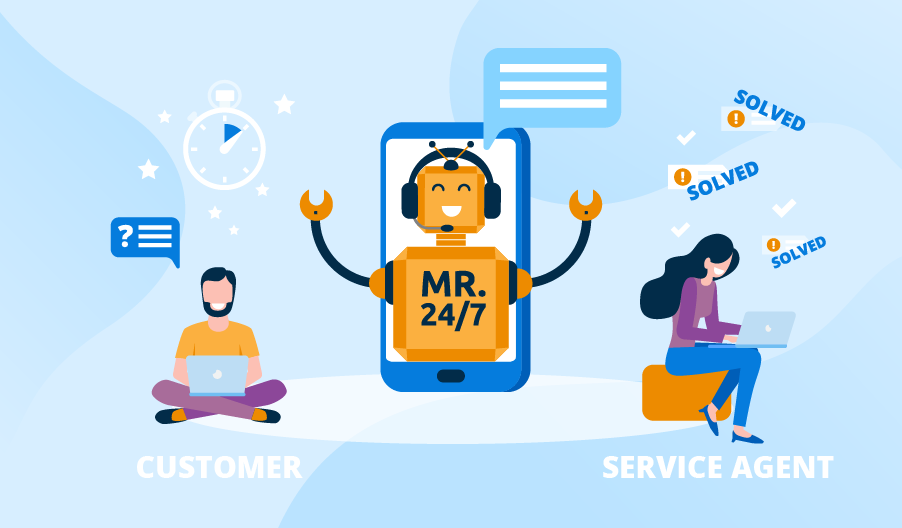 SOLVED
SOLVED
?
SOLVED
MR.
24/7
CUSTOMER
SERVICE AGENT